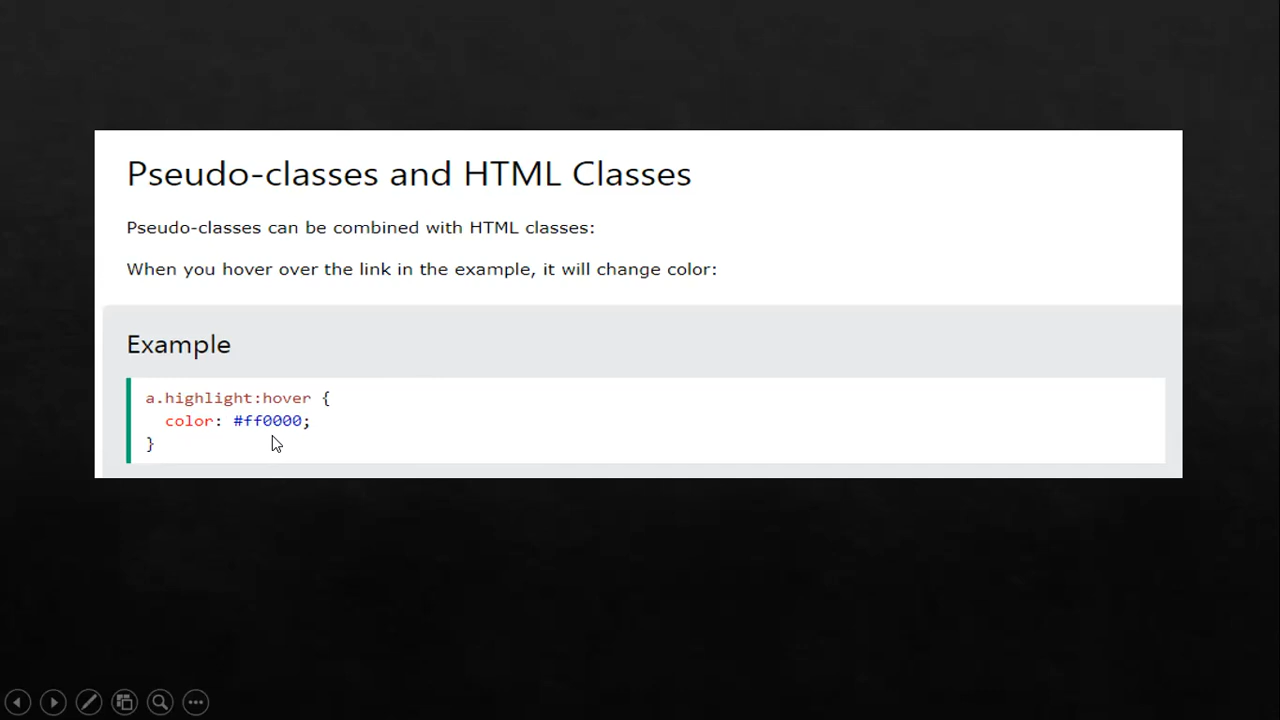 Pseudo-classes and HTML Classes
Pseudo-classes can be combined with HTML classes:
When you hover over the link in the example, it will change color:
Example
a.highlight:hover {
color: #ff0000;
}